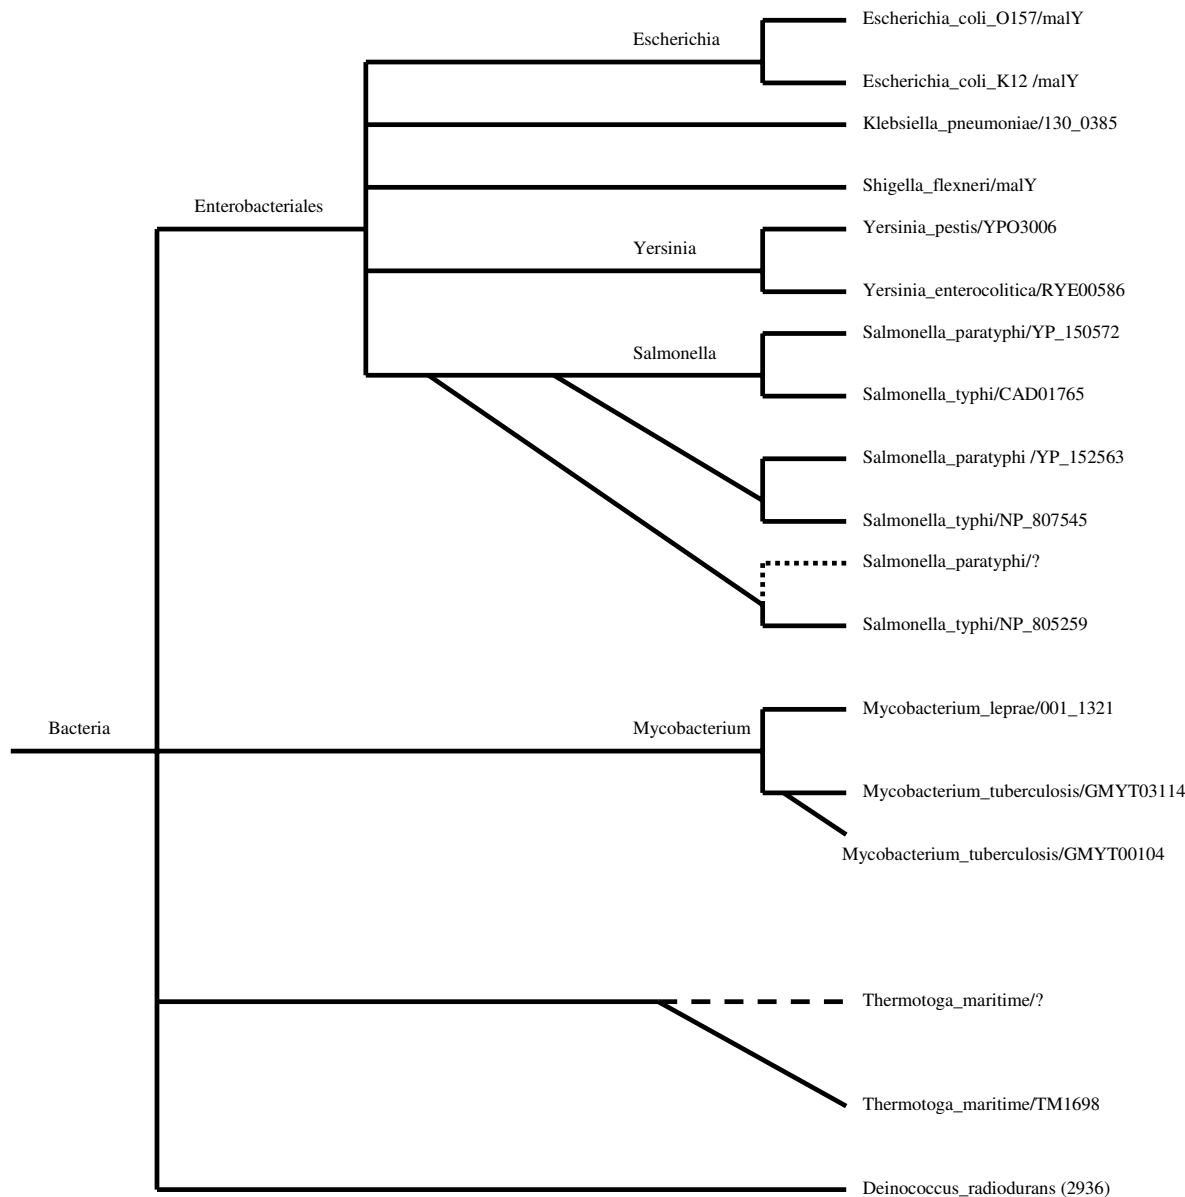 Escherichia_coli_O157/malY
Escherichia
Escherichia_coli_K12 /malY
Klebsiella_pneumoniae/130_0385
Shigella_flexneri/malY
Enterobacteriales
Yersinia_pestis/YPO3006
Yersinia
Yersinia_enterocolitica/RYE00586
Salmonella_paratyphi/YP_150572
Salmonella
Salmonella_typhi/CAD01765
Salmonella_paratyphi /YP_152563
Salmonella_typhi/NP_807545
Salmonella_paratyphi/?
Salmonella_typhi/NP_805259
Mycobacterium_leprae/001_1321
Bacteria
Mycobacterium
Mycobacterium_tuberculosis/GMYT03114
Mycobacterium_tuberculosis/GMYT00104
Thermotoga_maritime/?
Thermotoga_maritime/TM1698
Deinococcus_radiodurans (2936)